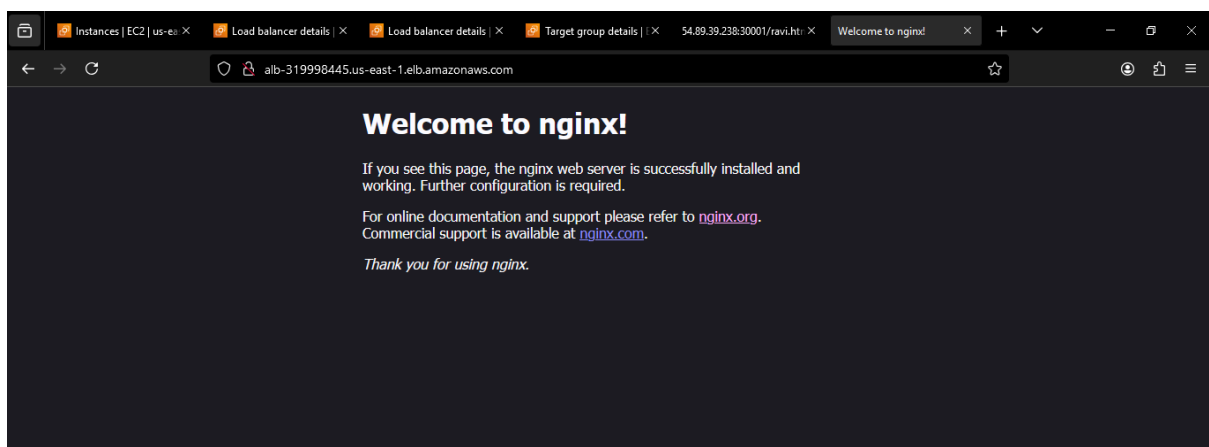 Instances | EC2 | us-ea
Load balancer details |
Load balancer details |
Target group details | E
54.89.39.238:30001/ravi.htm
Welcome to nginx!
alb-319998445.us-east-1.elb.amazonaws.com
Welcome to nginx!
If you see this page, the nginx web server is successfully installed and
working. Further configuration is required.
For online documentation and support please refer to nginx.org.
Commercial support is available at nginx.com.
Thank you for using nginx.